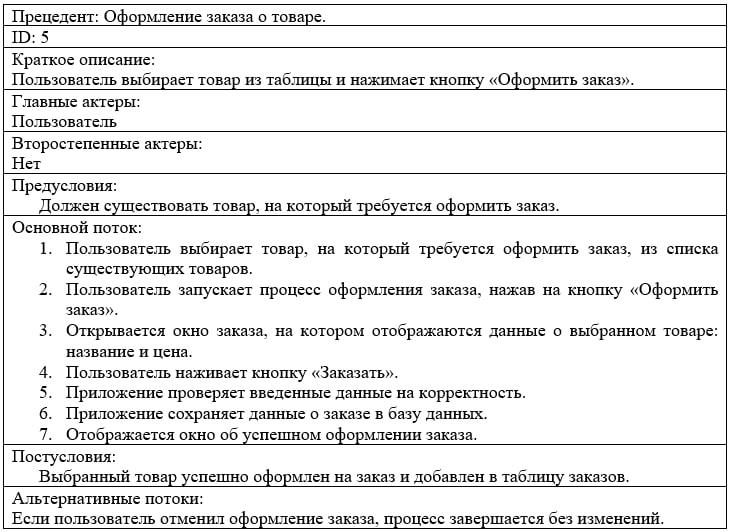 Прецедент: Оформление заказа о товаре.
ID: 5
Краткое описание:
Пользователь выбирает товар из таблицы и нажимает кнопку «Оформить заказ».
Главные актеры:
Пользователь
Второстепенные актеры:
Нет
Предусловия:
Должен существовать товар, на который требуется оформить заказ.
Основной поток:
1. Пользователь выбирает товар, на который требуется оформить заказ, из списка
существующих товаров.
2. Пользователь запускает процесс оформления заказа, нажав на кнопку «Оформить
заказ».
3. Открывается окно заказа, на котором отображаются данные о выбранном товаре:
название и цена.
4. Пользователь наживает кнопку «Заказать».
5. Приложение проверяет введенные данные на корректность.
6. Приложение сохраняет данные о заказе в базу данных.
7. Отображается окно об успешном оформлении заказа.
Постусловия:
Выбранный товар успешно оформлен на заказ и добавлен в таблицу заказов.
Альтернативные потоки:
Если пользователь отменил оформление заказа, процесс завершается без изменений.